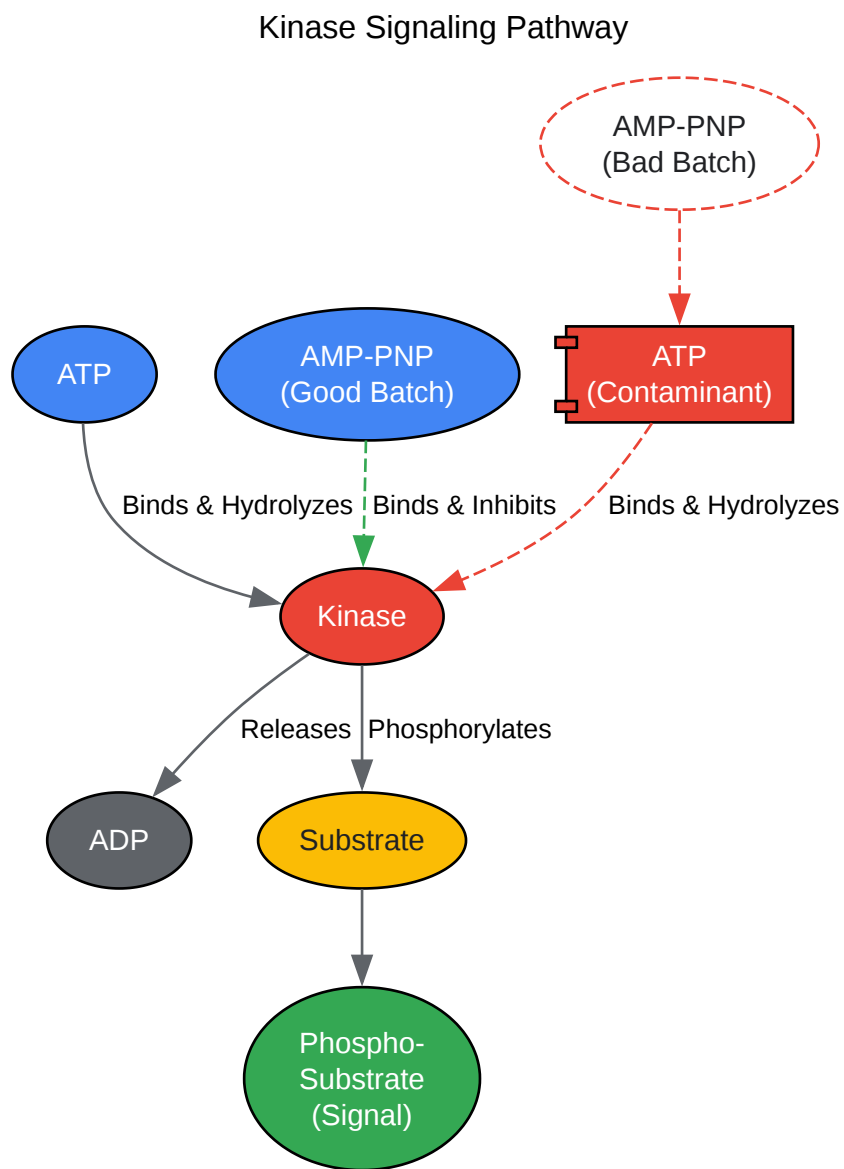 Kinase Signaling Pathway
AMP-PNP
(Bad Batch)
ATP
AMP-PNP
(Good Batch)
ATP
(Contaminant)
Binds & Hydrolyzes
Binds & Inhibits
Binds & Hydrolyzes
Kinase
Releases
Phosphorylates
ADP
Substrate
Phospho-
Substrate
(Signal)